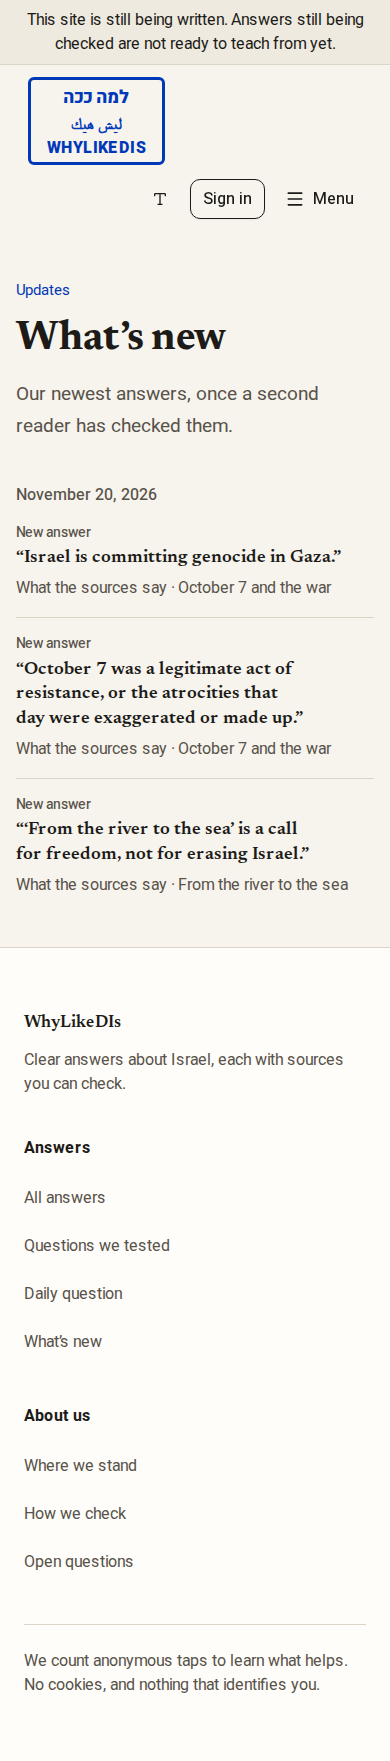 This site is still being written. Answers still being
checked are not ready to teach from yet.
למה ככה
ليش هيك
WHYLIKEDIS
T
Sign in
Menu
Updates
What’s new
Our newest answers, once a second
reader has checked them.
November 20, 2026
New answer
“Israel is committing genocide in Gaza.”
What the sources say · October 7 and the war
New answer
“October 7 was a legitimate act of
resistance, or the atrocities that
day were exaggerated or made up.”
What the sources say · October 7 and the war
New answer
“‘From the river to the sea’ is a call
for freedom, not for erasing Israel.”
What the sources say · From the river to the sea
WhyLikeDIs
Clear answers about Israel, each with sources
you can check.
Answers
All answers
Questions we tested
Daily question
What’s new
About us
Where we stand
How we check
Open questions
We count anonymous taps to learn what helps.
No cookies, and nothing that identifies you.